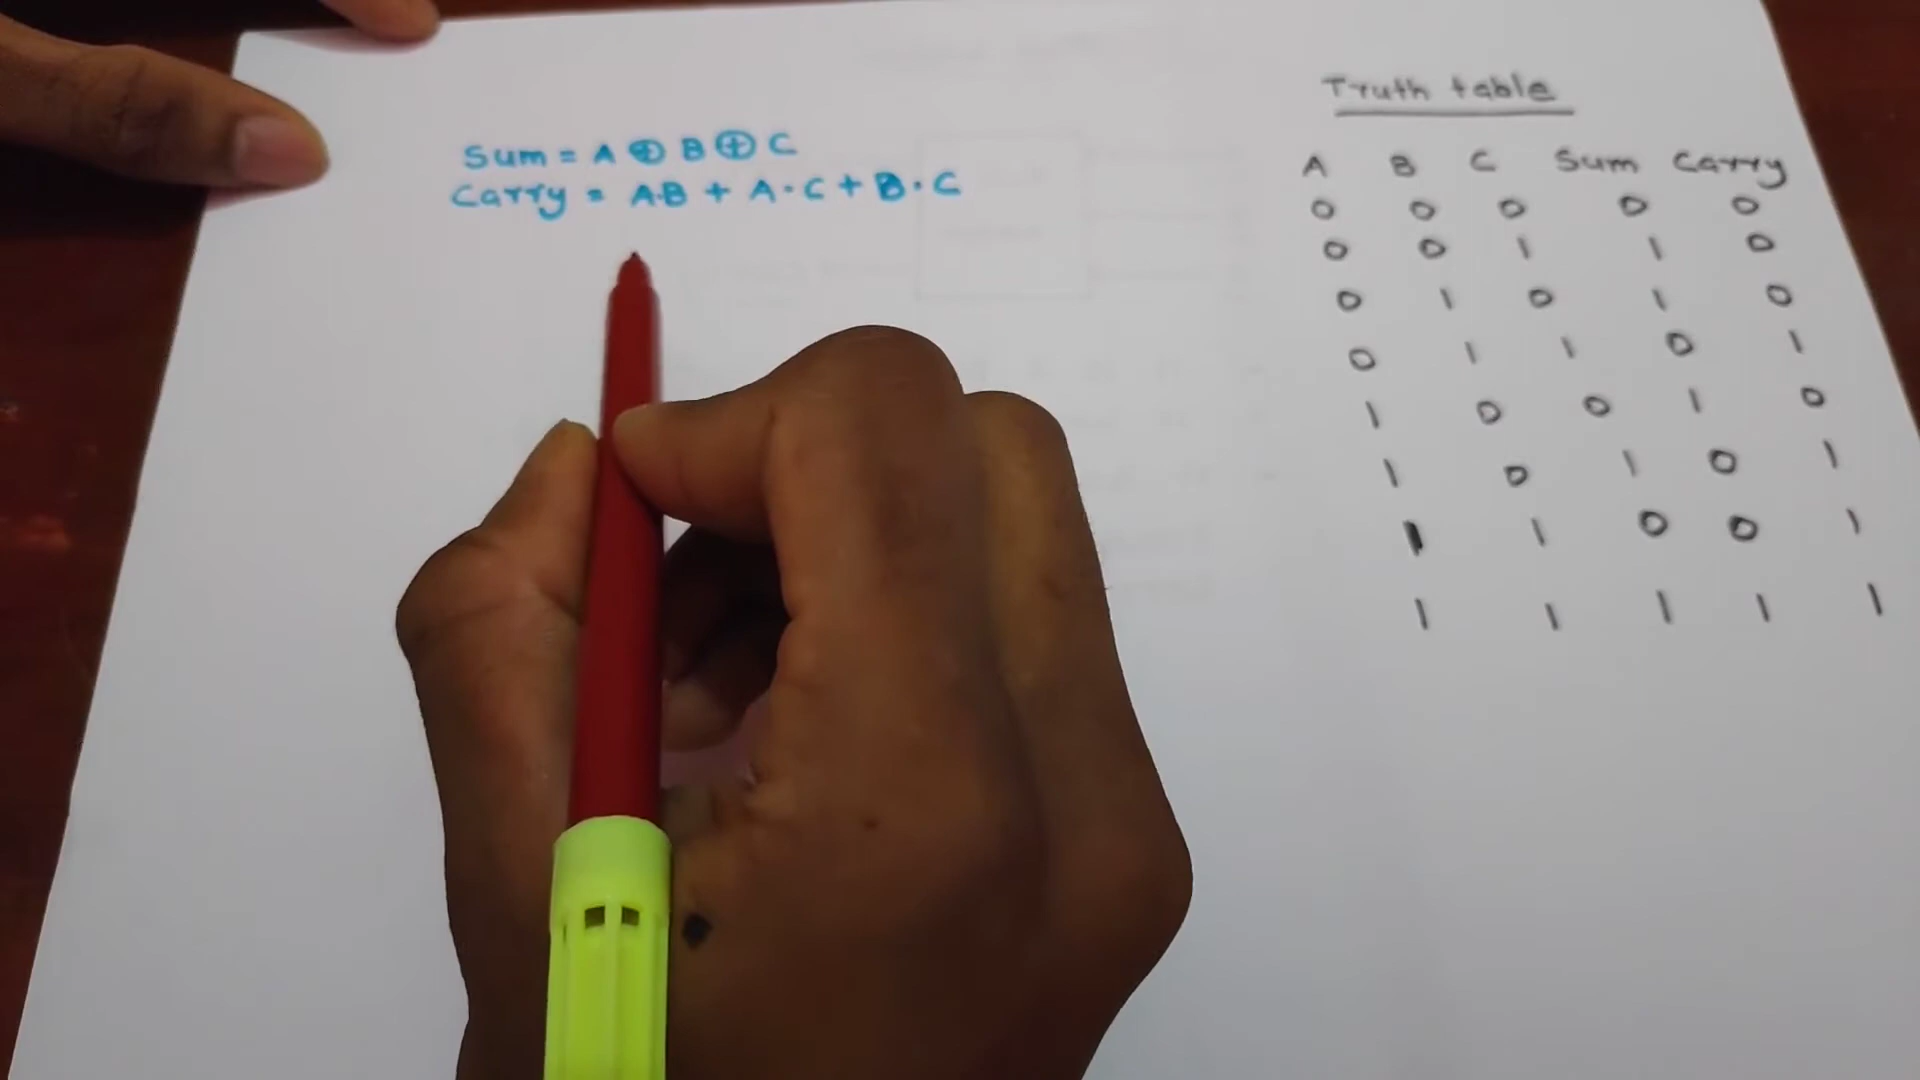 Sum = A ⊕ B ⊕ C
Carry = A·B + A·C + B·C
Truth table
A B C Sum Carry
0 0 0 0 0
0 0 1 1 0
0 1 0 1 0
0 1 1 0 1
1 0 0 1 0
1 0 1 0 1
1 1 0 0 1
1 1 1 1 1